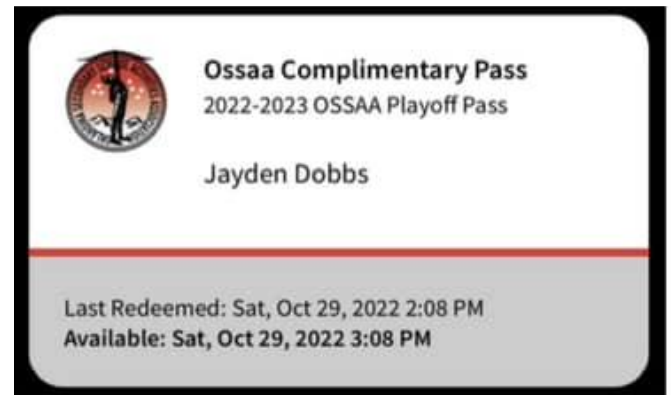 Ossaa Complimentary Pass
2022-2023 OSSAA Playoff Pass
Jayden Dobbs
Last Redeemed: Sat, Oct 29, 2022 2:08 PM
Available: Sat, Oct 29, 2022 3:08 PM